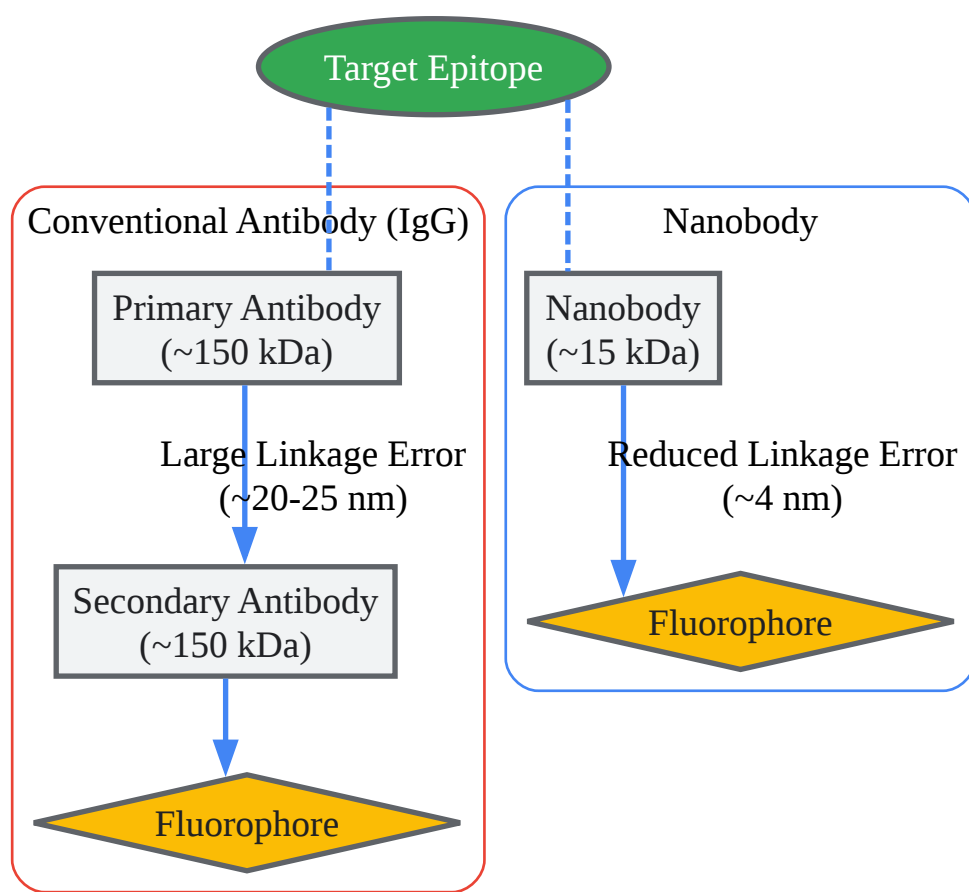 Target Epitope
Conventional Antibody (IgG)
Primary Antibody
(~150 kDa)
Large Linkage Error
(~20-25 nm)
Secondary Antibody
(~150 kDa)
Fluorophore
Nanobody
Nanobody
(~15 kDa)
Reduced Linkage Error
(~4 nm)
Fluorophore